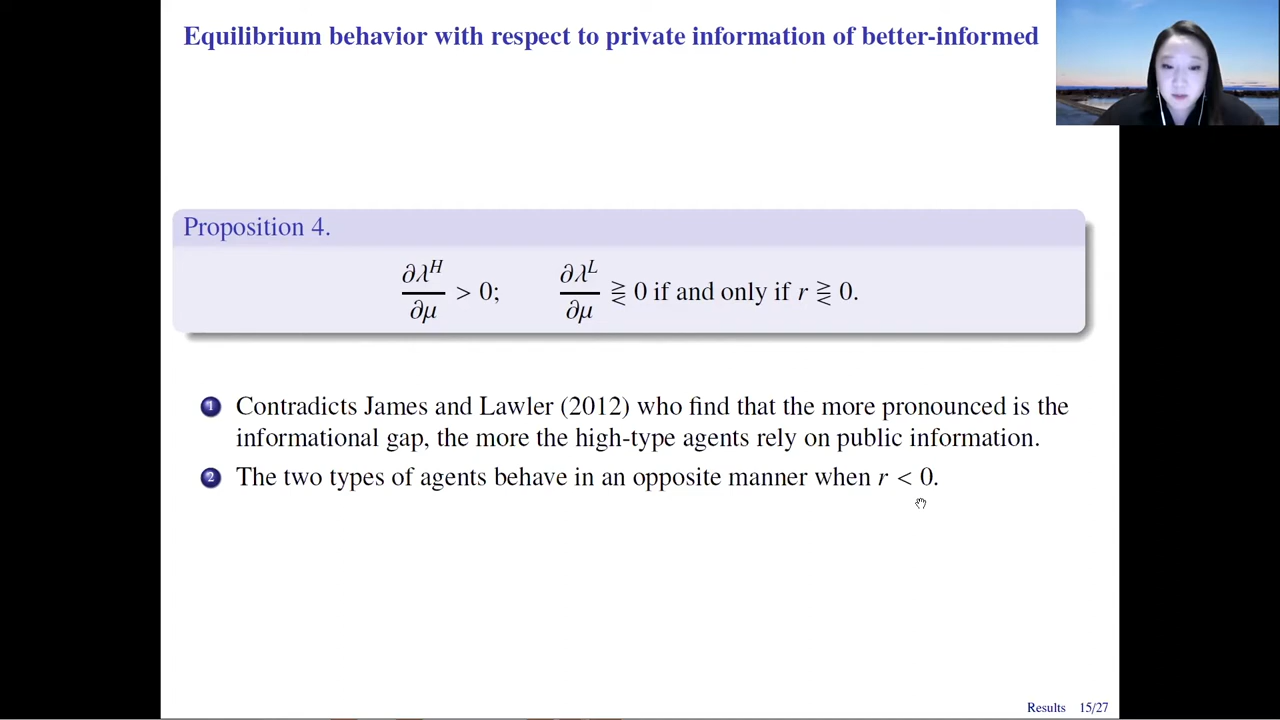 Equilibrium behavior with respect to private information of better-informed
Proposition 4.
∂λ^H/∂μ > 0; ∂λ^L/∂μ ⪌ 0 if and only if r ⪌ 0.
1 Contradicts James and Lawler (2012) who find that the more pronounced is the
informational gap, the more the high-type agents rely on public information.
2 The two types of agents behave in an opposite manner when r < 0.
Results 15/27